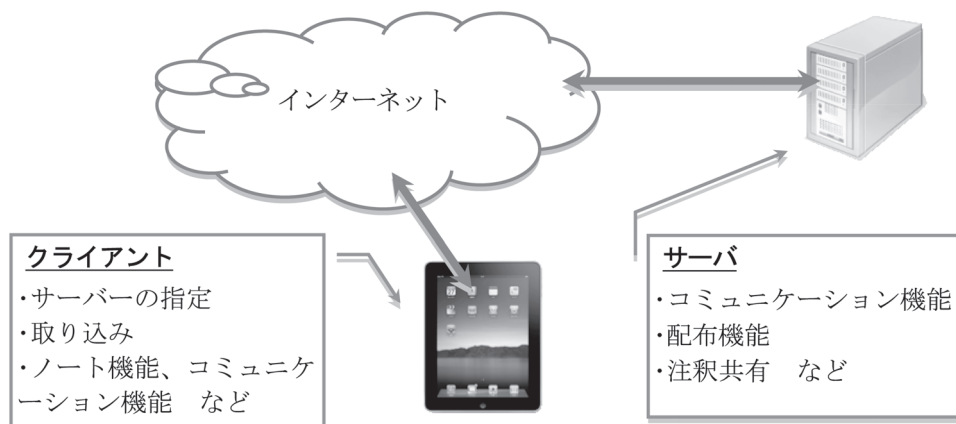 インターネット
クライアント
・サーバーの指定
・取り込み
・ノート機能、コミュニケ
ーション機能　など
サーバ
・コミュニケーション機能
・配布機能
・注釈共有　など